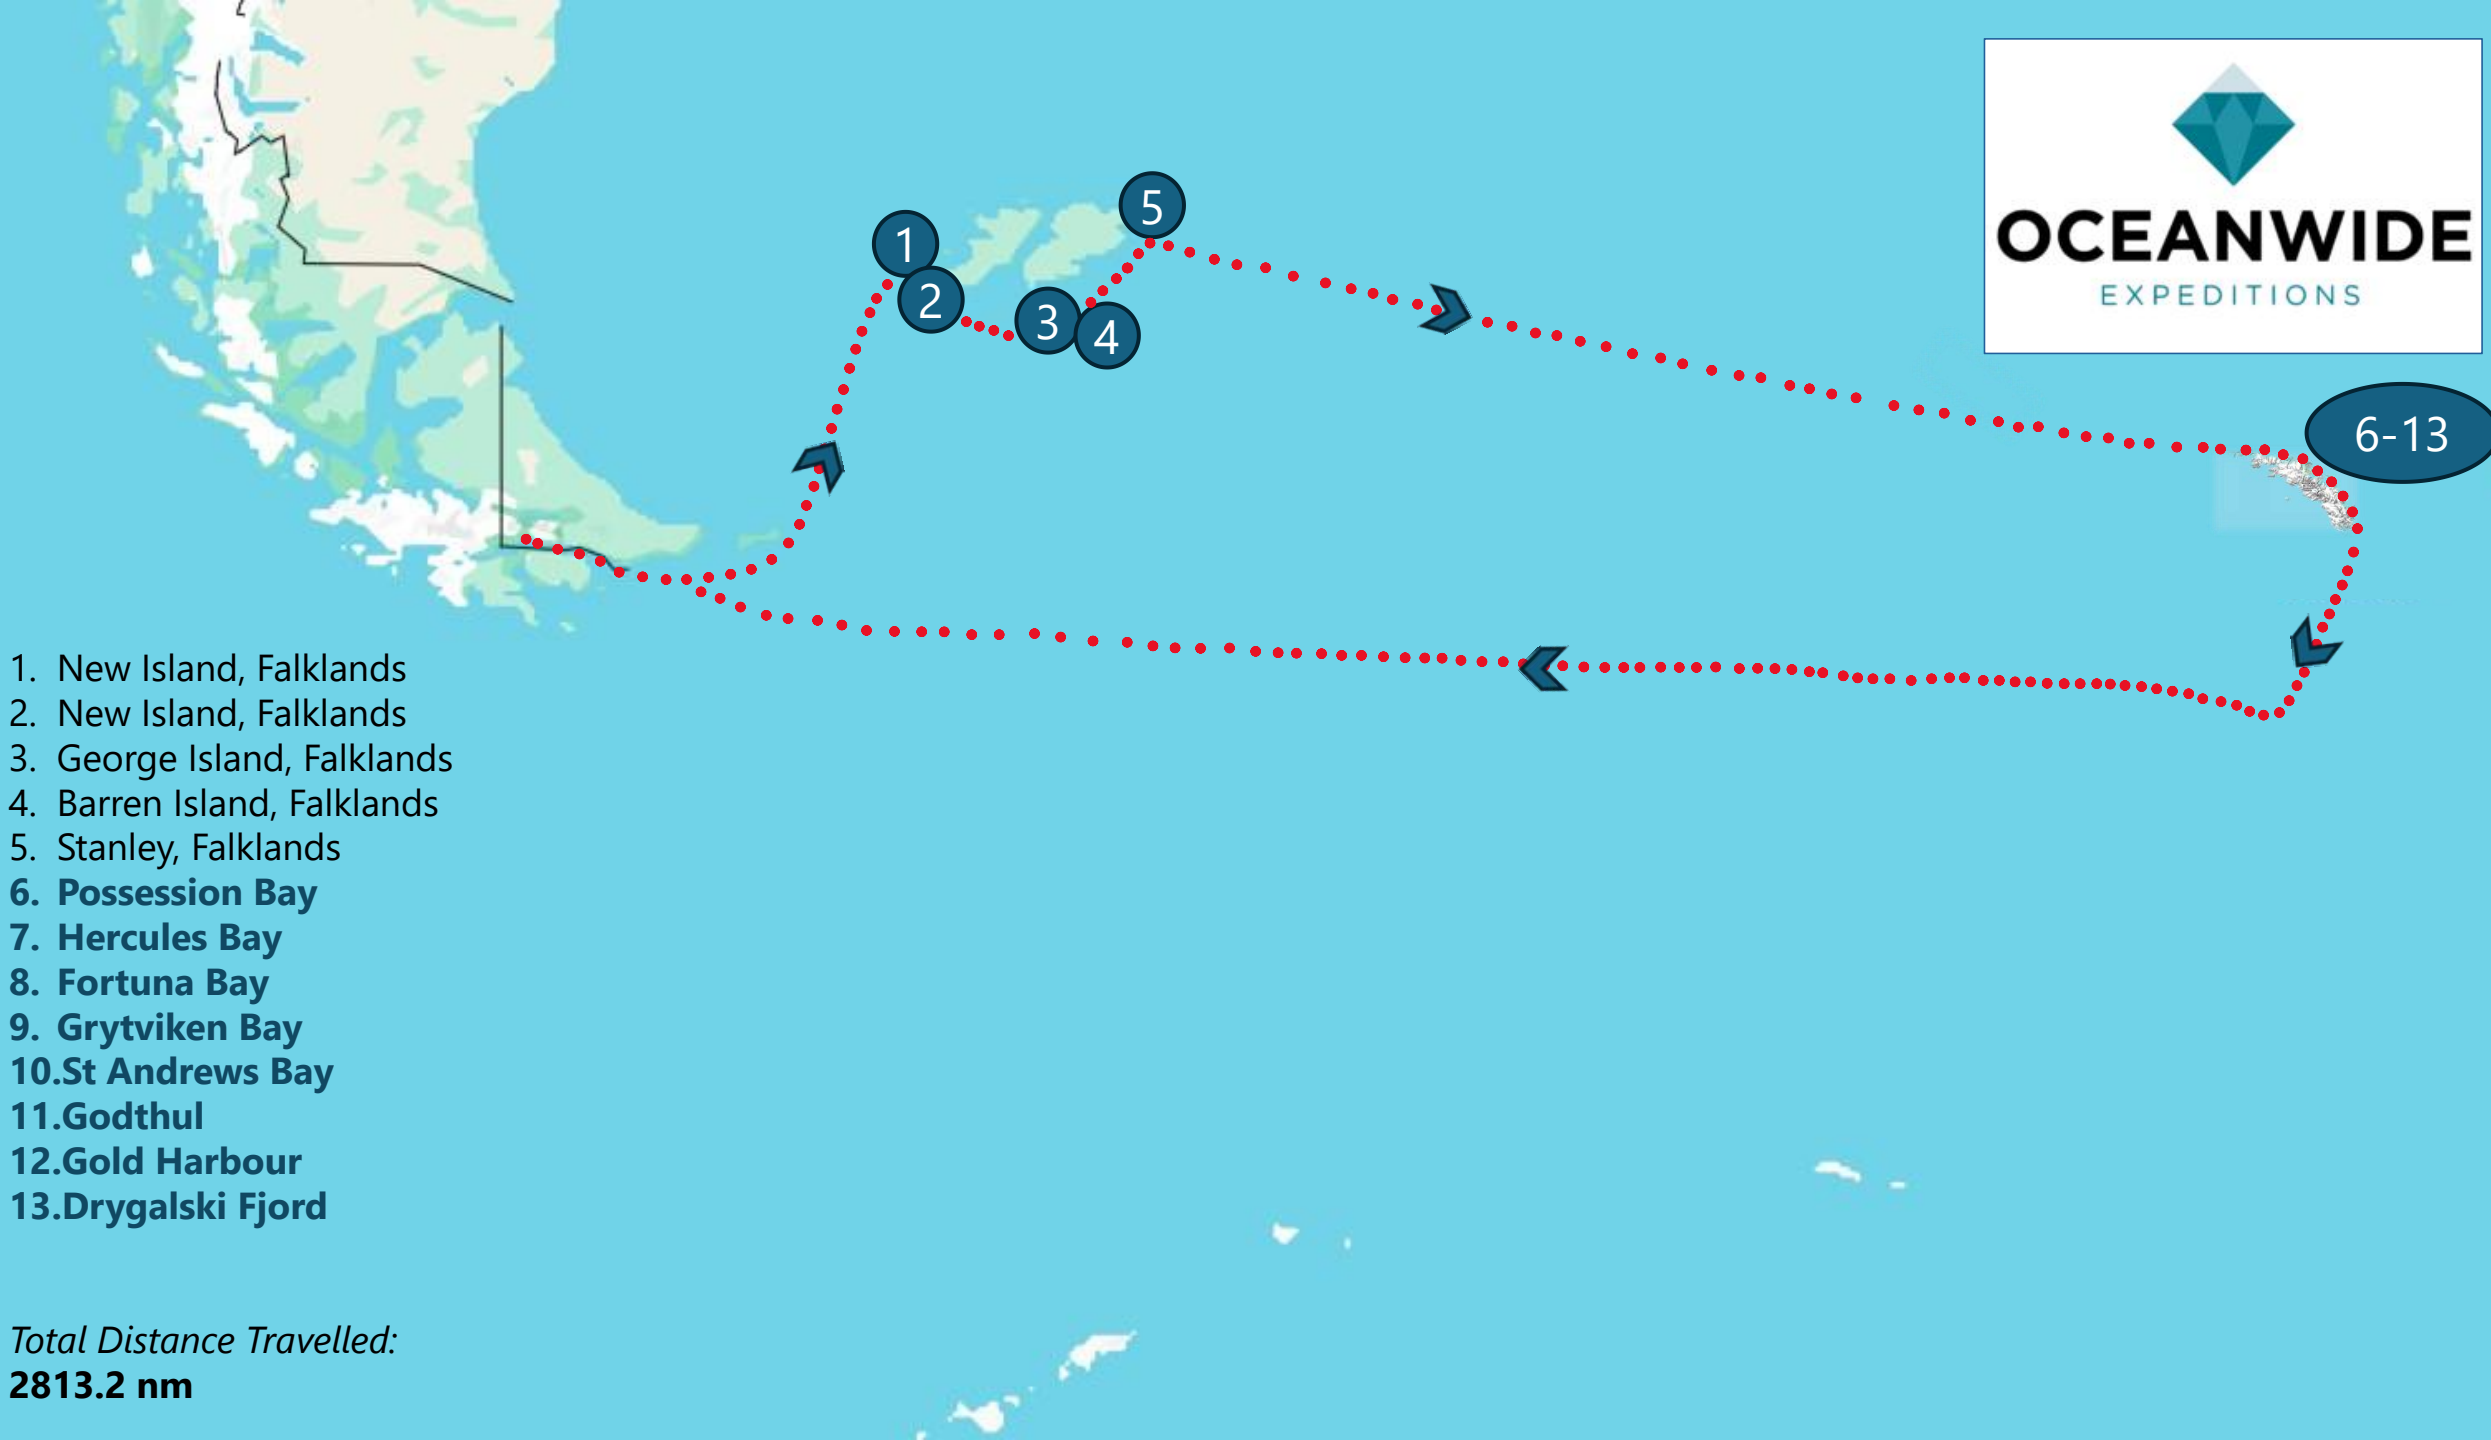 OCEANWIDE
EXPEDITIONS
1
2
3
4
5
6-13
1. New Island, Falklands
2. New Island, Falklands
3. George Island, Falklands
4. Barren Island, Falklands
5. Stanley, Falklands
6. Possession Bay
7. Hercules Bay
8. Fortuna Bay
9. Grytviken Bay
10.St Andrews Bay
11.Godthul
12.Gold Harbour
13.Drygalski Fjord
Total Distance Travelled:
2813.2 nm